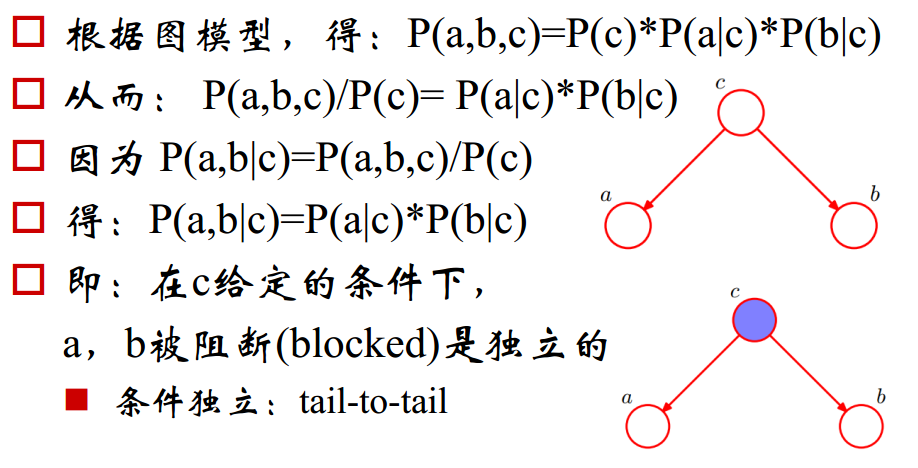 根据图模型，得：P(a,b,c)=P(c)*P(a|c)*P(b|c)
从而： P(a,b,c)/P(c)= P(a|c)*P(b|c)
因为 P(a,b|c)=P(a,b,c)/P(c)
得：P(a,b|c)=P(a|c)*P(b|c)
即：在c给定的条件下，
a，b被阻断(blocked)是独立的
条件独立：tail-to-tail
c
a
b
c
a
b